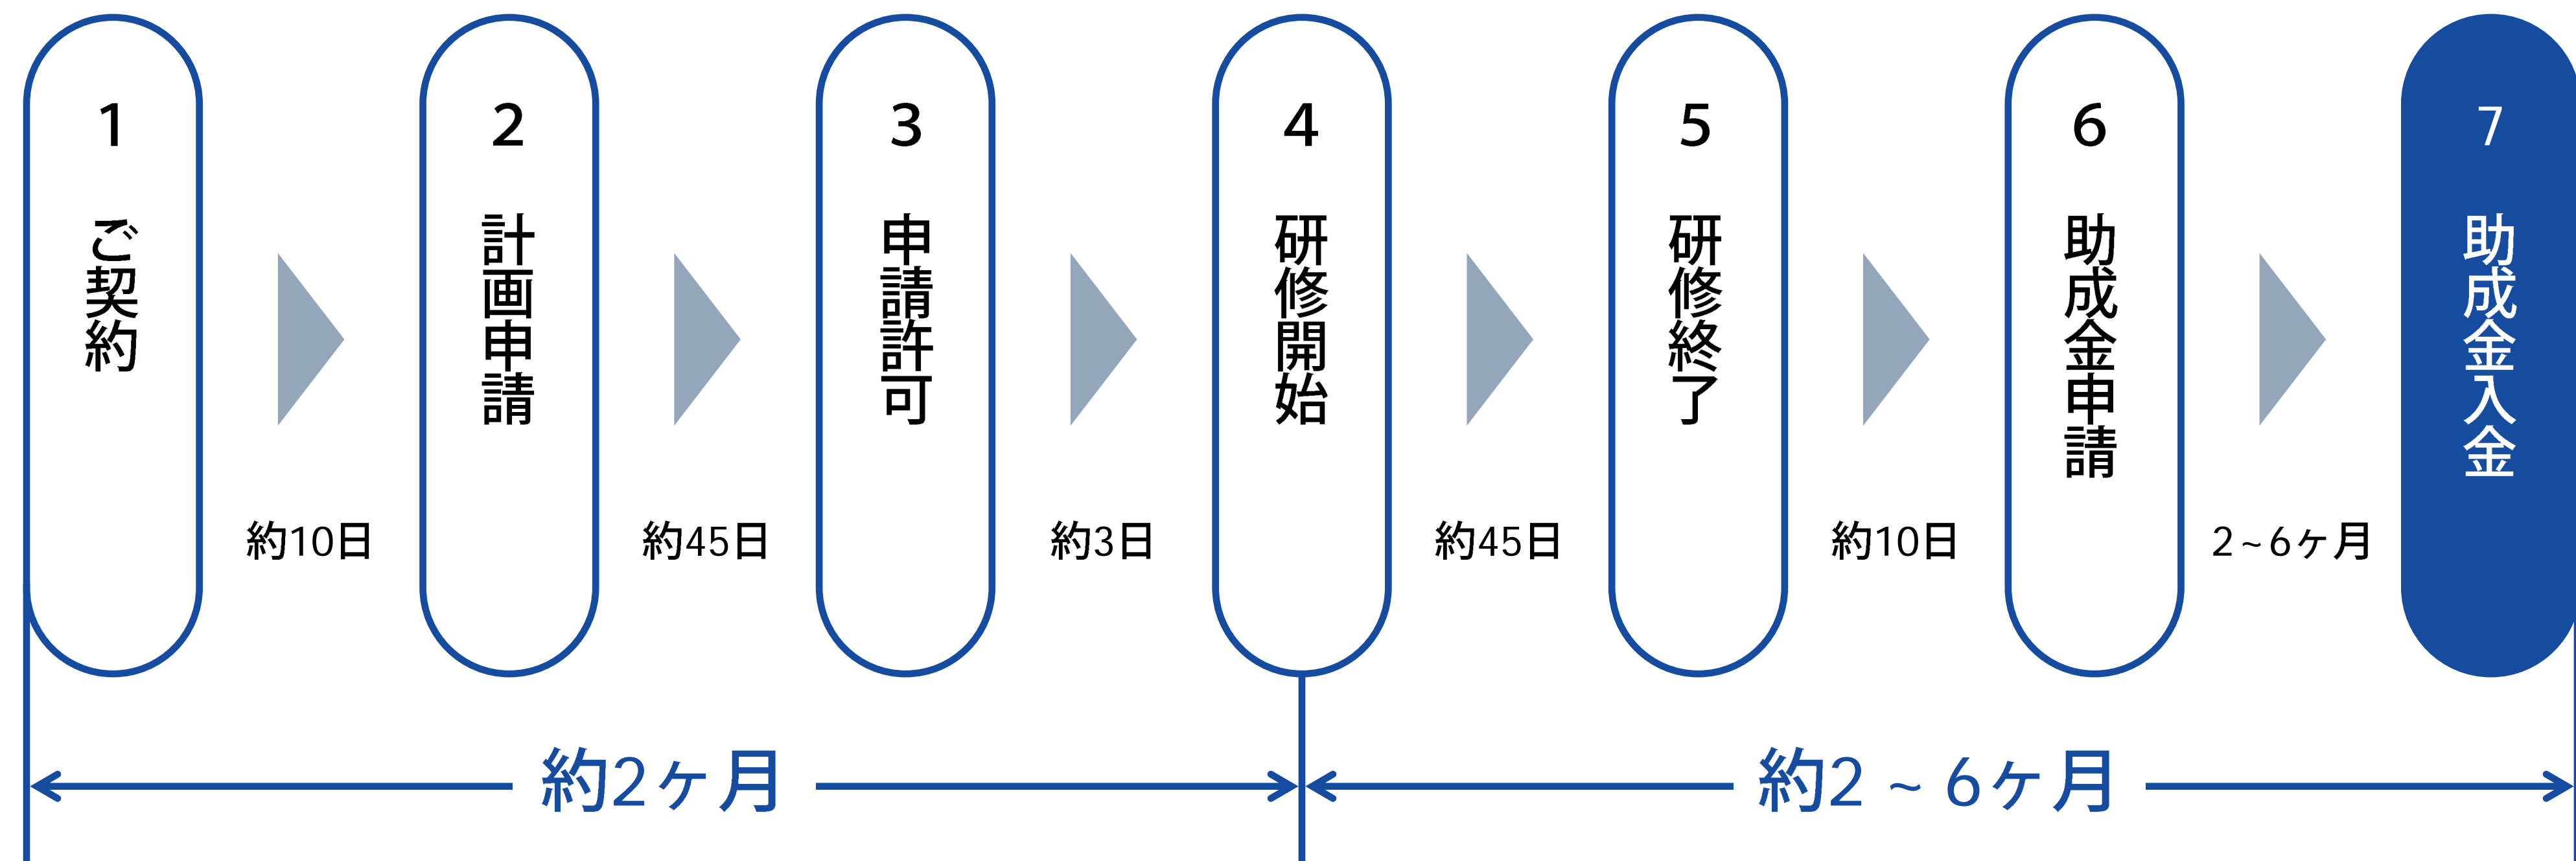 1 ご契約
約10日
2 計画申請
約45日
3 申請許可
約3日
4 研修開始
約45日
5 研修終了
約10日
6 助成金申請
2~6ヶ月
7 助成金入金
約2ヶ月
約2 ~ 6ヶ月